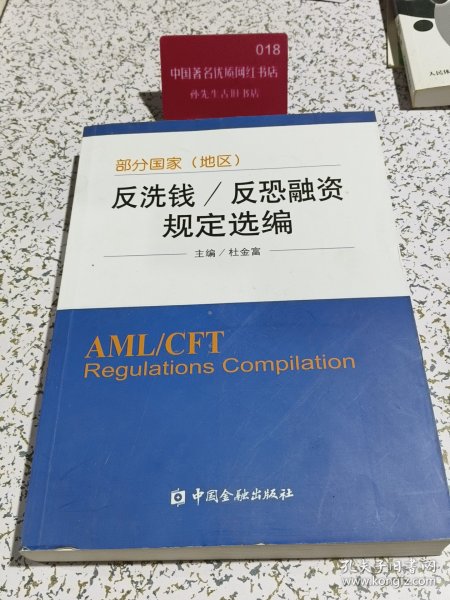 018
中国著名优质网红书店
孙先生古旧书店
人民体
部分国家（地区）
反洗钱／反恐融资
规定选编
主编／杜金富
AML/CFT
Regulations Compilation
中国金融出版社
孔夫子旧书网
www.kongfz.com